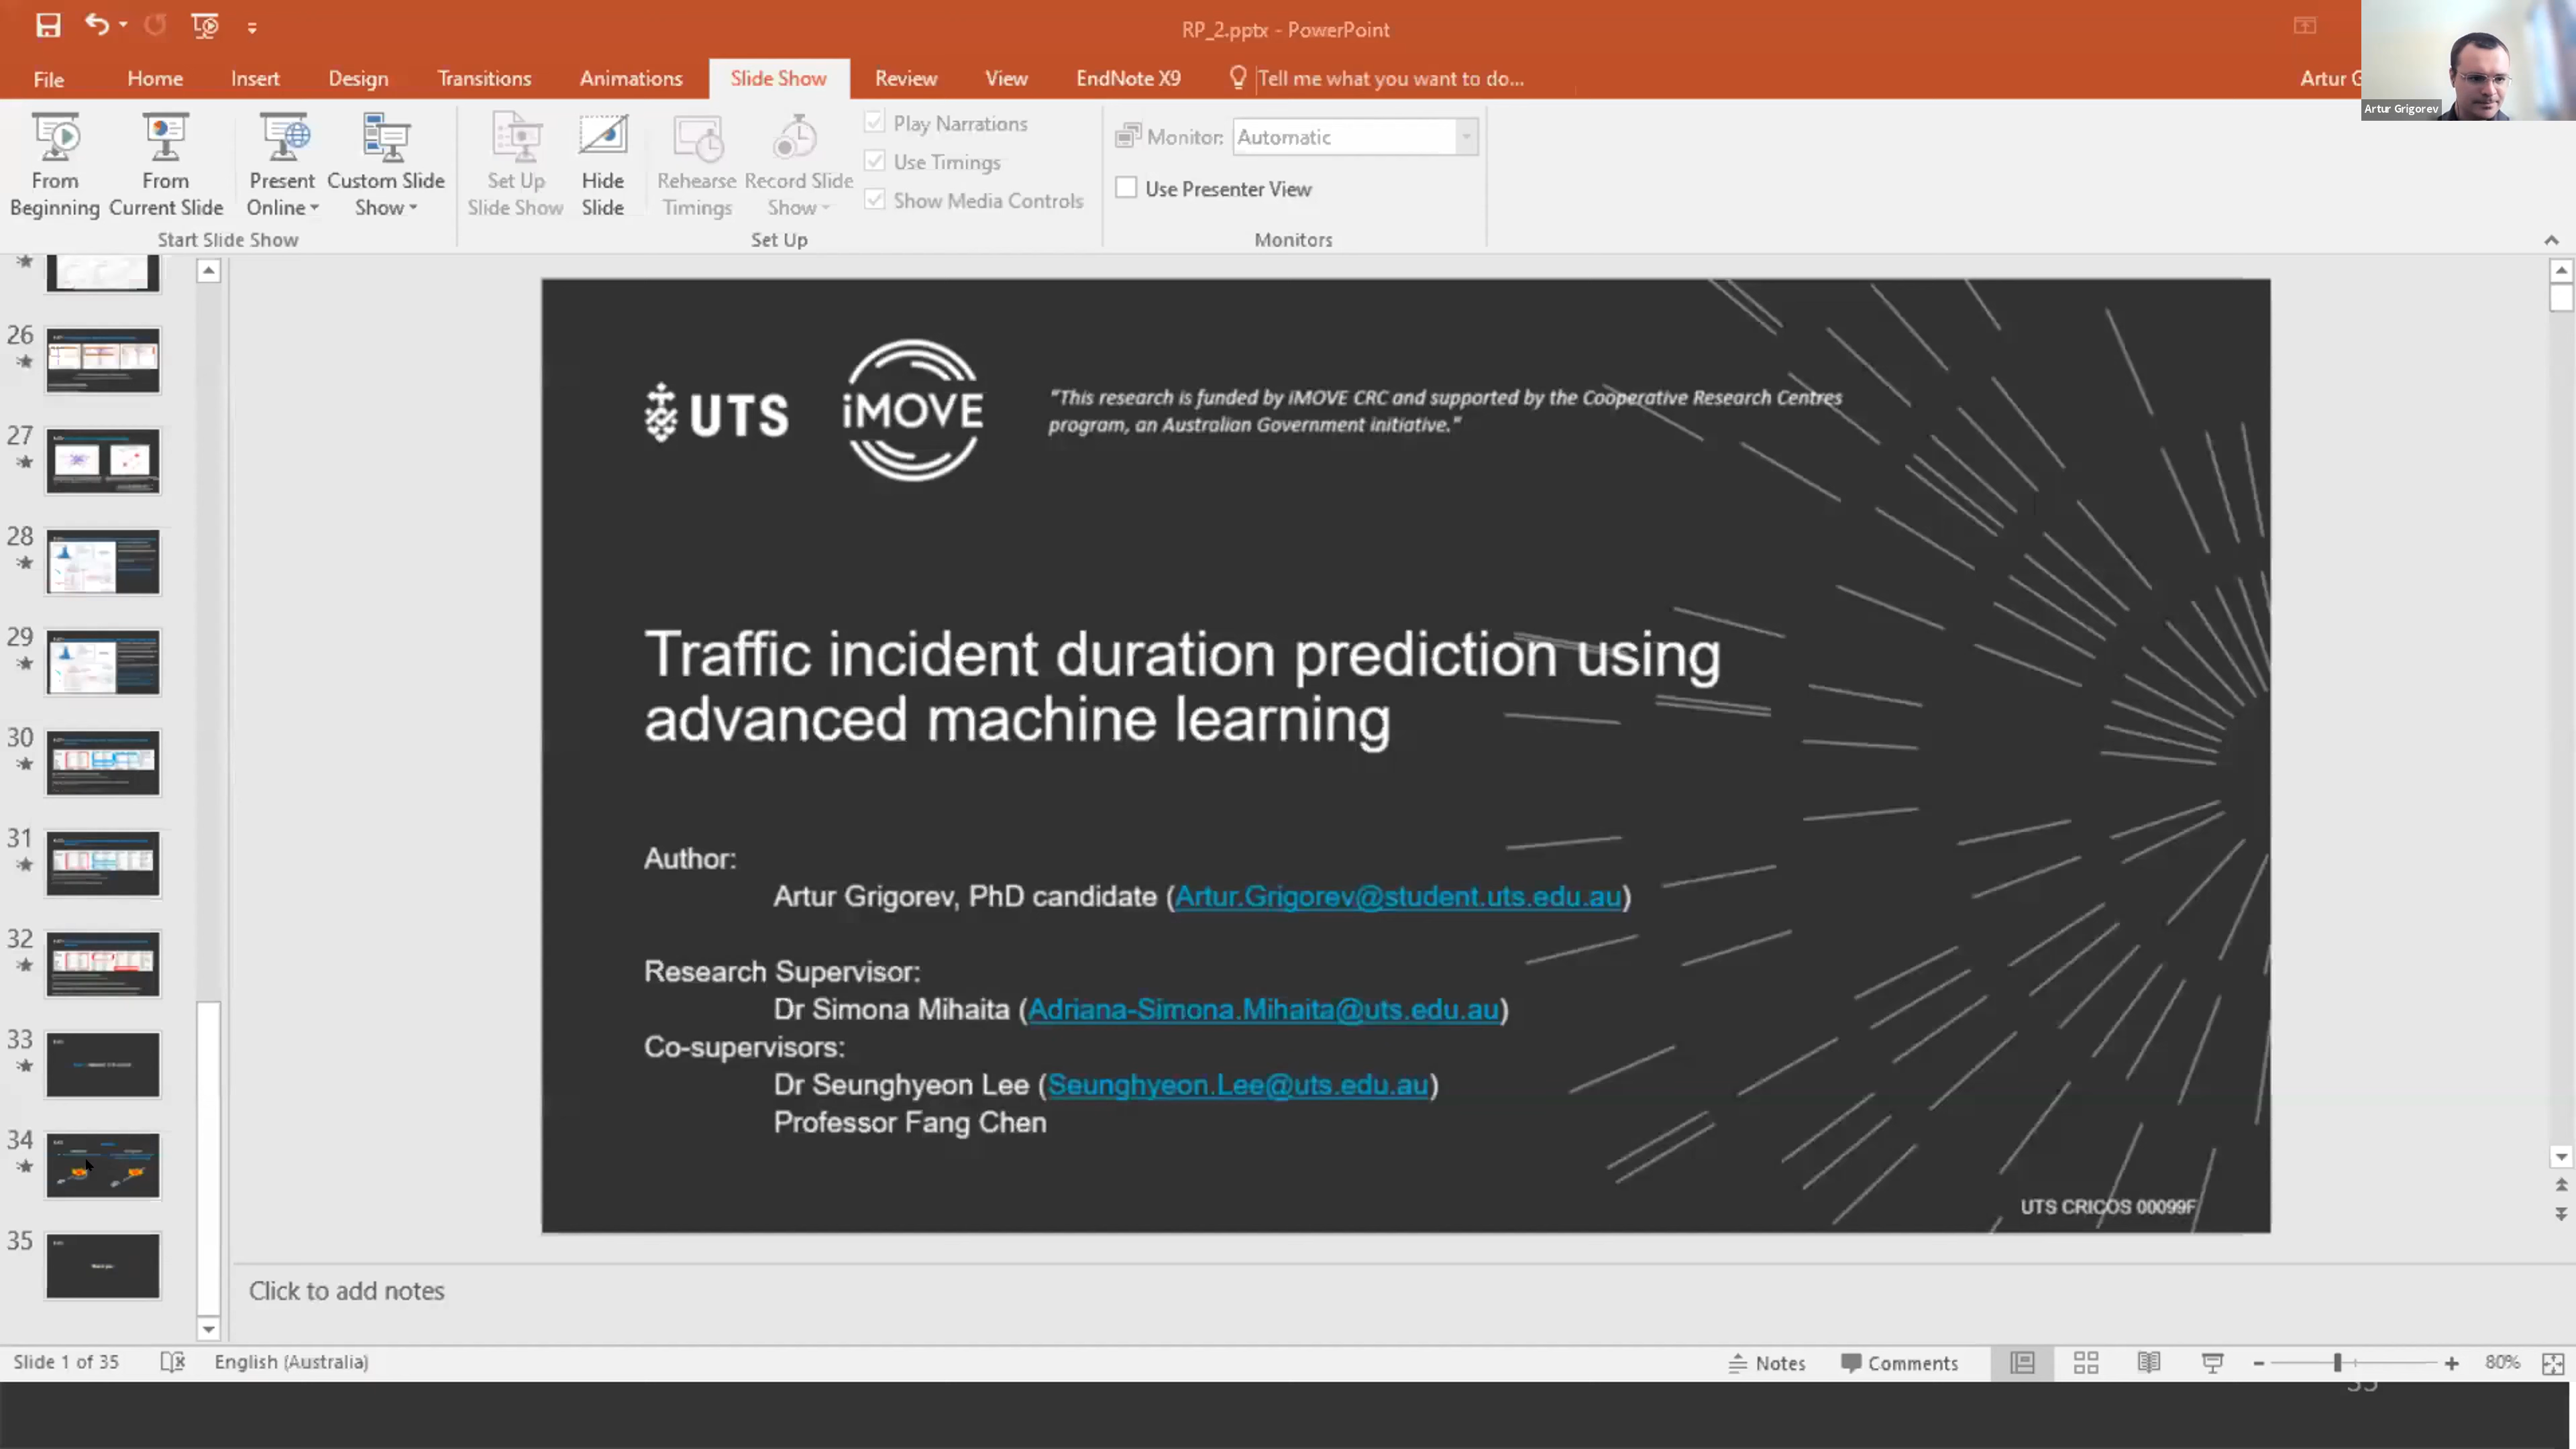 RP_2.pptx - PowerPoint
File Home Insert Design Transitions Animations Slide Show Review View EndNote X9 Tell me what you want to do... Artur G
Artur Grigorev
From Beginning
From Current Slide
Present Online
Custom Slide Show
Set Up Slide Show
Hide Slide
Rehearse Timings
Record Slide Show
Play Narrations
Use Timings
Show Media Controls
Monitor: Automatic
Use Presenter View
Start Slide Show
Set Up
Monitors
26
27
28
29
30
31
32
33
34
35
UTS
iMOVE
"This research is funded by iMOVE CRC and supported by the Cooperative Research Centres
program, an Australian Government initiative."
Traffic incident duration prediction using
advanced machine learning
Author:
Artur Grigorev, PhD candidate (Artur.Grigorev@student.uts.edu.au)
Research Supervisor:
Dr Simona Mihaita (Adriana-Simona.Mihaita@uts.edu.au)
Co-supervisors:
Dr Seunghyeon Lee (Seunghyeon.Lee@uts.edu.au)
Professor Fang Chen
UTS CRICOS 00099F
Click to add notes
Slide 1 of 35 English (Australia) Notes Comments 80%